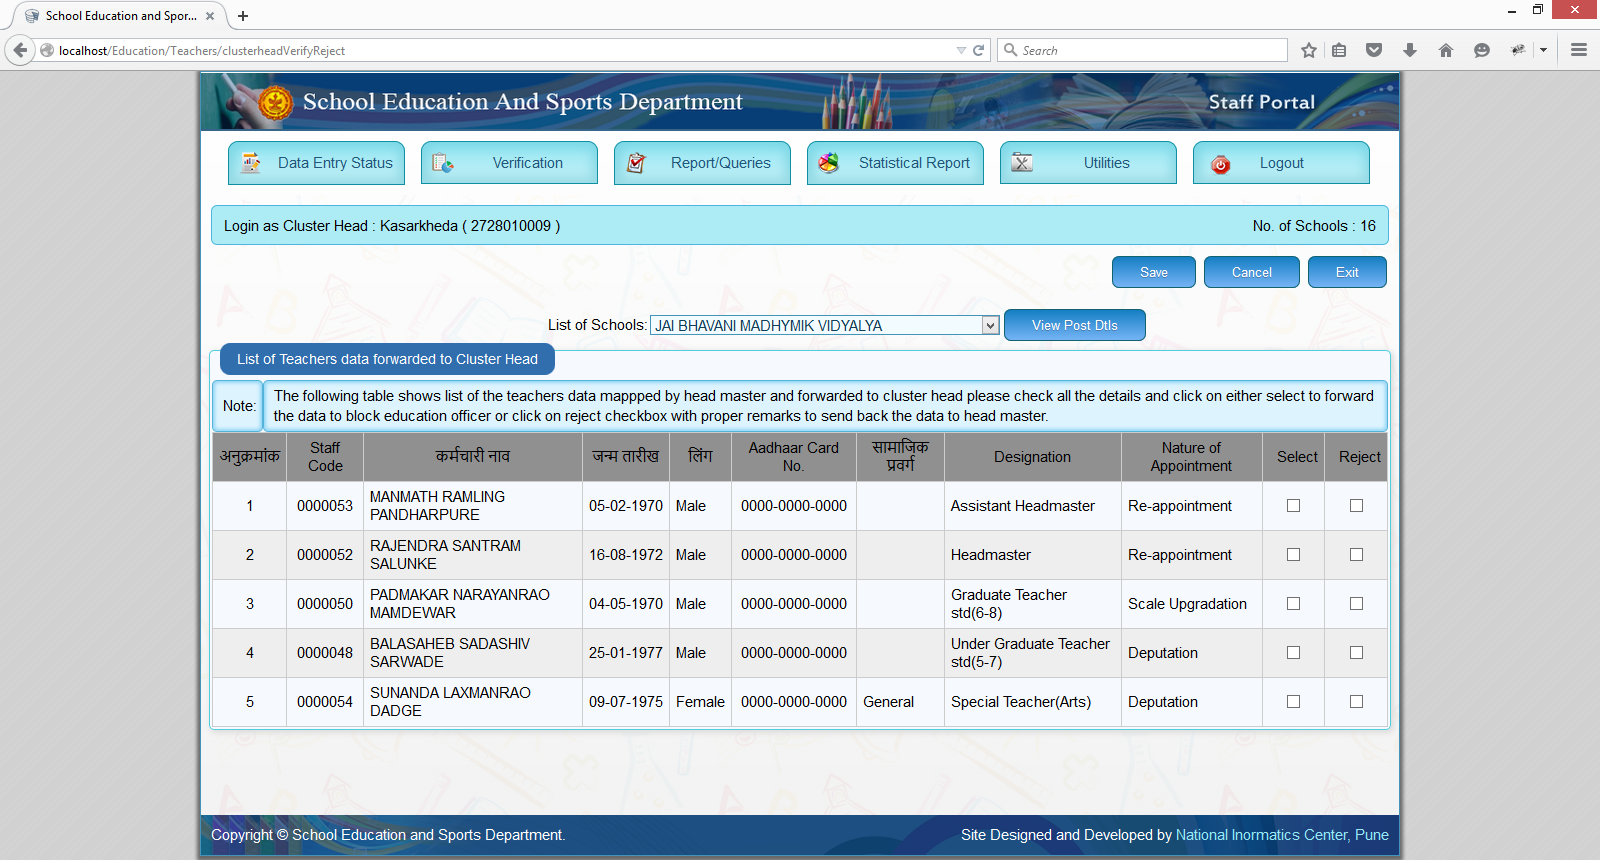 School Education and Spor...
localhost/Education/Teachers/clusterheadVerifyReject
Search
School Education And Sports Department
Staff Portal
Data Entry Status
Verification
Report/Queries
Statistical Report
Utilities
Logout
Login as Cluster Head : Kasarkheda ( 2728010009 )
No. of Schools : 16
Save
Cancel
Exit
List of Schools: JAI BHAVANI MADHYMIK VIDYALYA
View Post Dtls
List of Teachers data forwarded to Cluster Head
Note:
The following table shows list of the teachers data mappped by head master and forwarded to cluster head please check all the details and click on either select to forward
the data to block education officer or click on reject checkbox with proper remarks to send back the data to head master.
अनुक्रमांक Staff Code कर्मचारी नाव जन्म तारीख लिंग Aadhaar Card No. सामाजिक प्रवर्ग Designation Nature of Appointment Select Reject
1 0000053 MANMATH RAMLING PANDHARPURE 05-02-1970 Male 0000-0000-0000 Assistant Headmaster Re-appointment
2 0000052 RAJENDRA SANTRAM SALUNKE 16-08-1972 Male 0000-0000-0000 Headmaster Re-appointment
3 0000050 PADMAKAR NARAYANRAO MAMDEWAR 04-05-1970 Male 0000-0000-0000 Graduate Teacher std(6-8) Scale Upgradation
4 0000048 BALASAHEB SADASHIV SARWADE 25-01-1977 Male 0000-0000-0000 Under Graduate Teacher std(5-7) Deputation
5 0000054 SUNANDA LAXMANRAO DADGE 09-07-1975 Female 0000-0000-0000 General Special Teacher(Arts) Deputation
Copyright © School Education and Sports Department.
Site Designed and Developed by National Inormatics Center, Pune